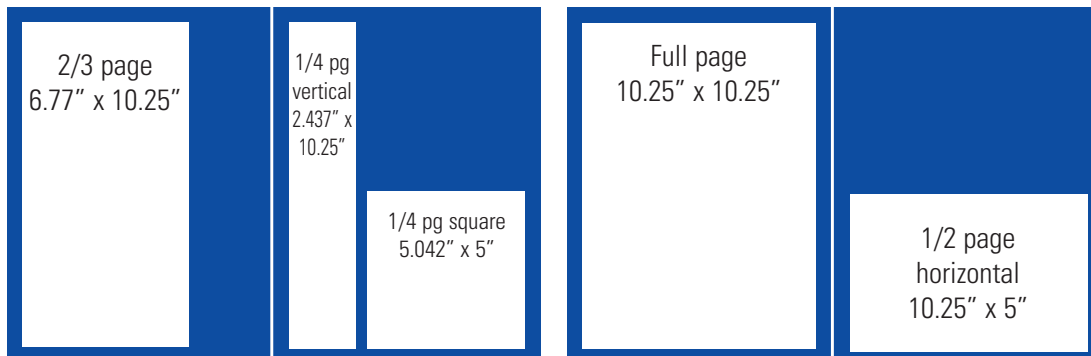 2/3 page
6.77” x 10.25”
1/4 pg
vertical
2.437” x
10.25”
1/4 pg square
5.042” x 5”
Full page
10.25” x 10.25”
1/2 page
horizontal
10.25” x 5”